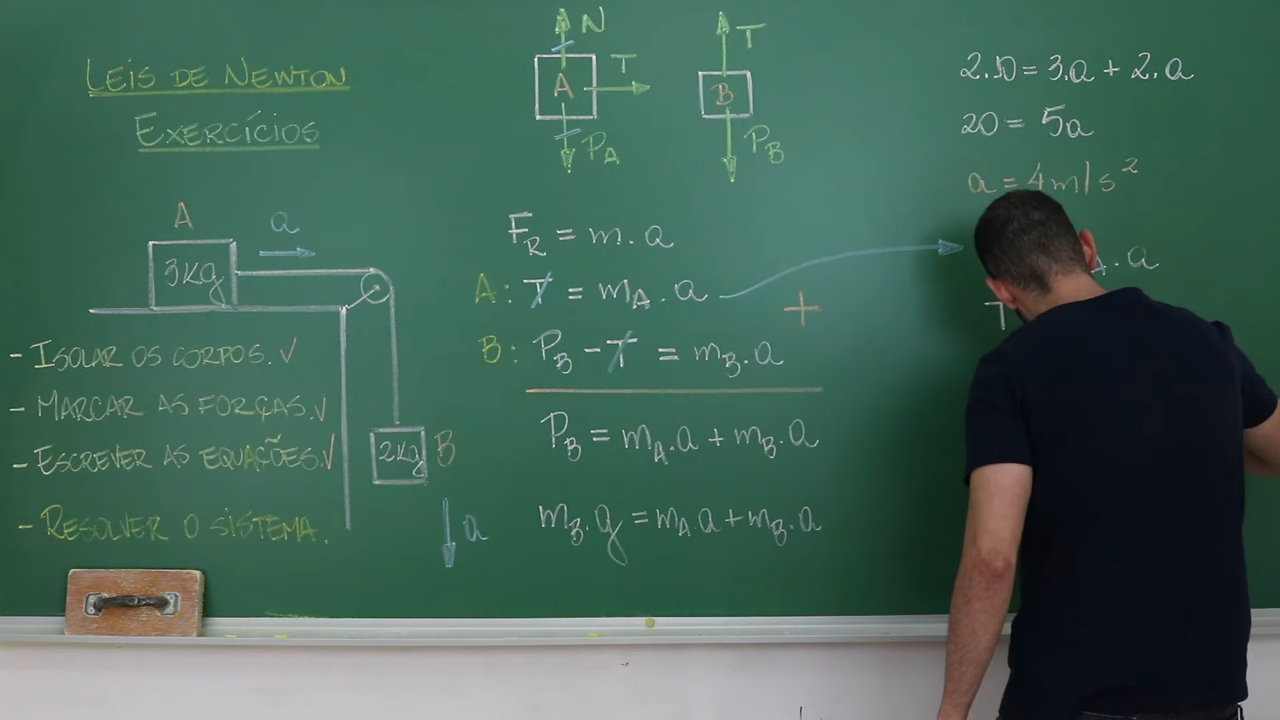 LEIS DE NEWTON
EXERCÍCIOS
A
a
3Kg
2Kg
B
a
- ISOLAR OS CORPOS. ✓
- MARCAR AS FORÇAS. ✓
- ESCREVER AS EQUAÇÕES. ✓
- RESOLVER O SISTEMA.
N
A
T
P_A
T
B
P_B
F_R = m.a
A: T = m_A.a
+
B: P_B - T = m_B.a
P_B = m_A.a + m_B.a
m_B.g = m_A.a + m_B.a
2.10 = 3.a + 2.a
20 = 5a
a = 4m/s²
A.a
T